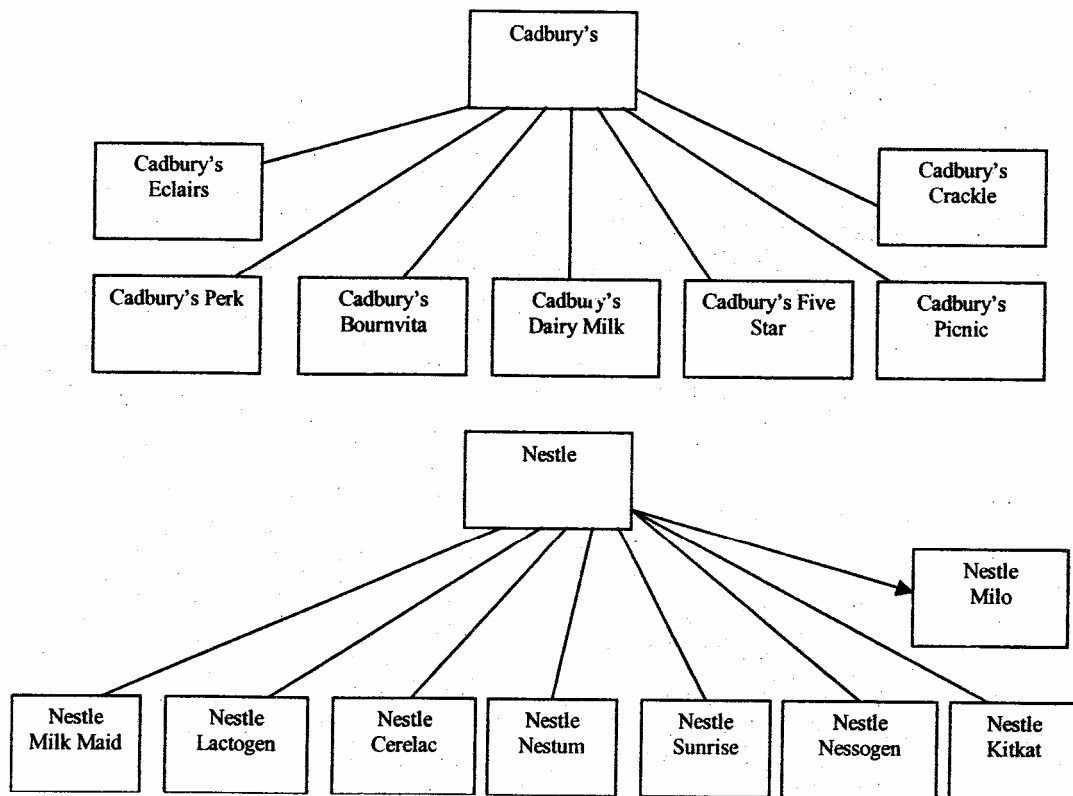 Cadbury's
Cadbury's
Eclairs
Cadbury's
Crackle
Cadbury's Perk
Cadbury's
Bournvita
Cadbury's
Dairy Milk
Cadbury's Five
Star
Cadbury's
Picnic
Nestle
Nestle
Milo
Nestle
Milk Maid
Nestle
Lactogen
Nestle
Cerelac
Nestle
Nestum
Nestle
Sunrise
Nestle
Nessogen
Nestle
Kitkat